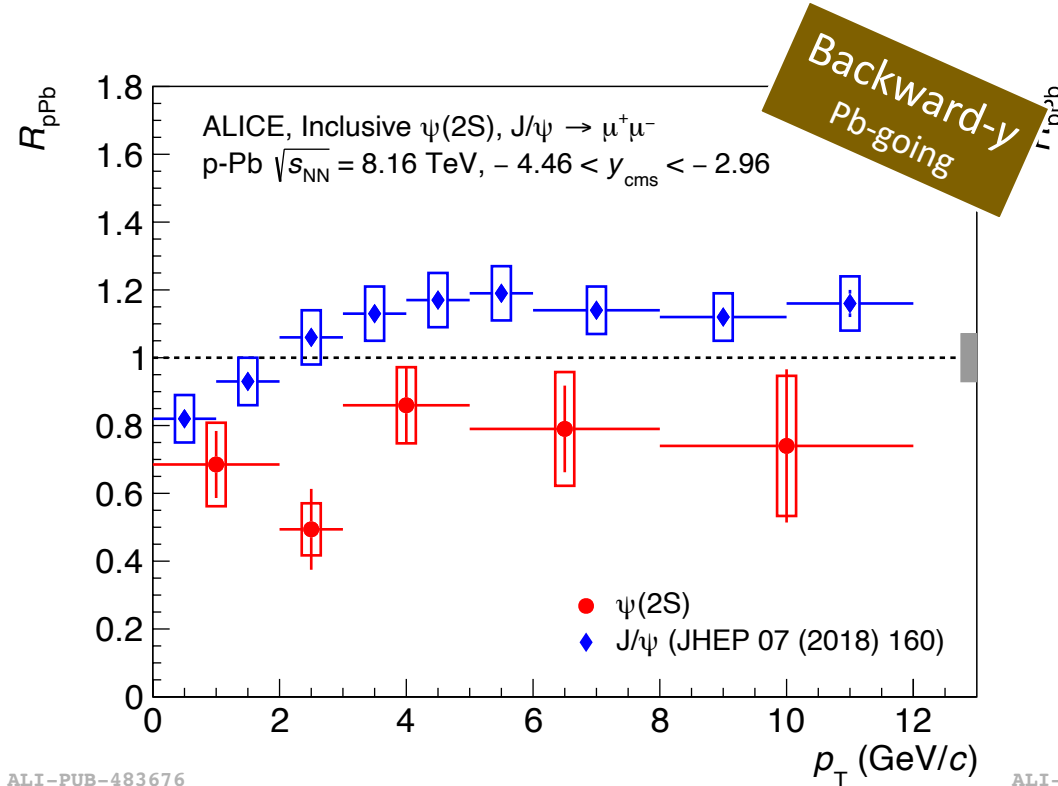 Backward-y
Pb-going
R_pPb
1.8
1.6
1.4
1.2
1
0.8
0.6
0.4
0.2
0
ALICE, Inclusive ψ(2S), J/ψ → μ⁺μ⁻
p-Pb √s_NN = 8.16 TeV, − 4.46 < y_cms < − 2.96
ψ(2S)
J/ψ (JHEP 07 (2018) 160)
0 2 4 6 8 10 12
p_T (GeV/c)
ALI-PUB-483676
ALI-